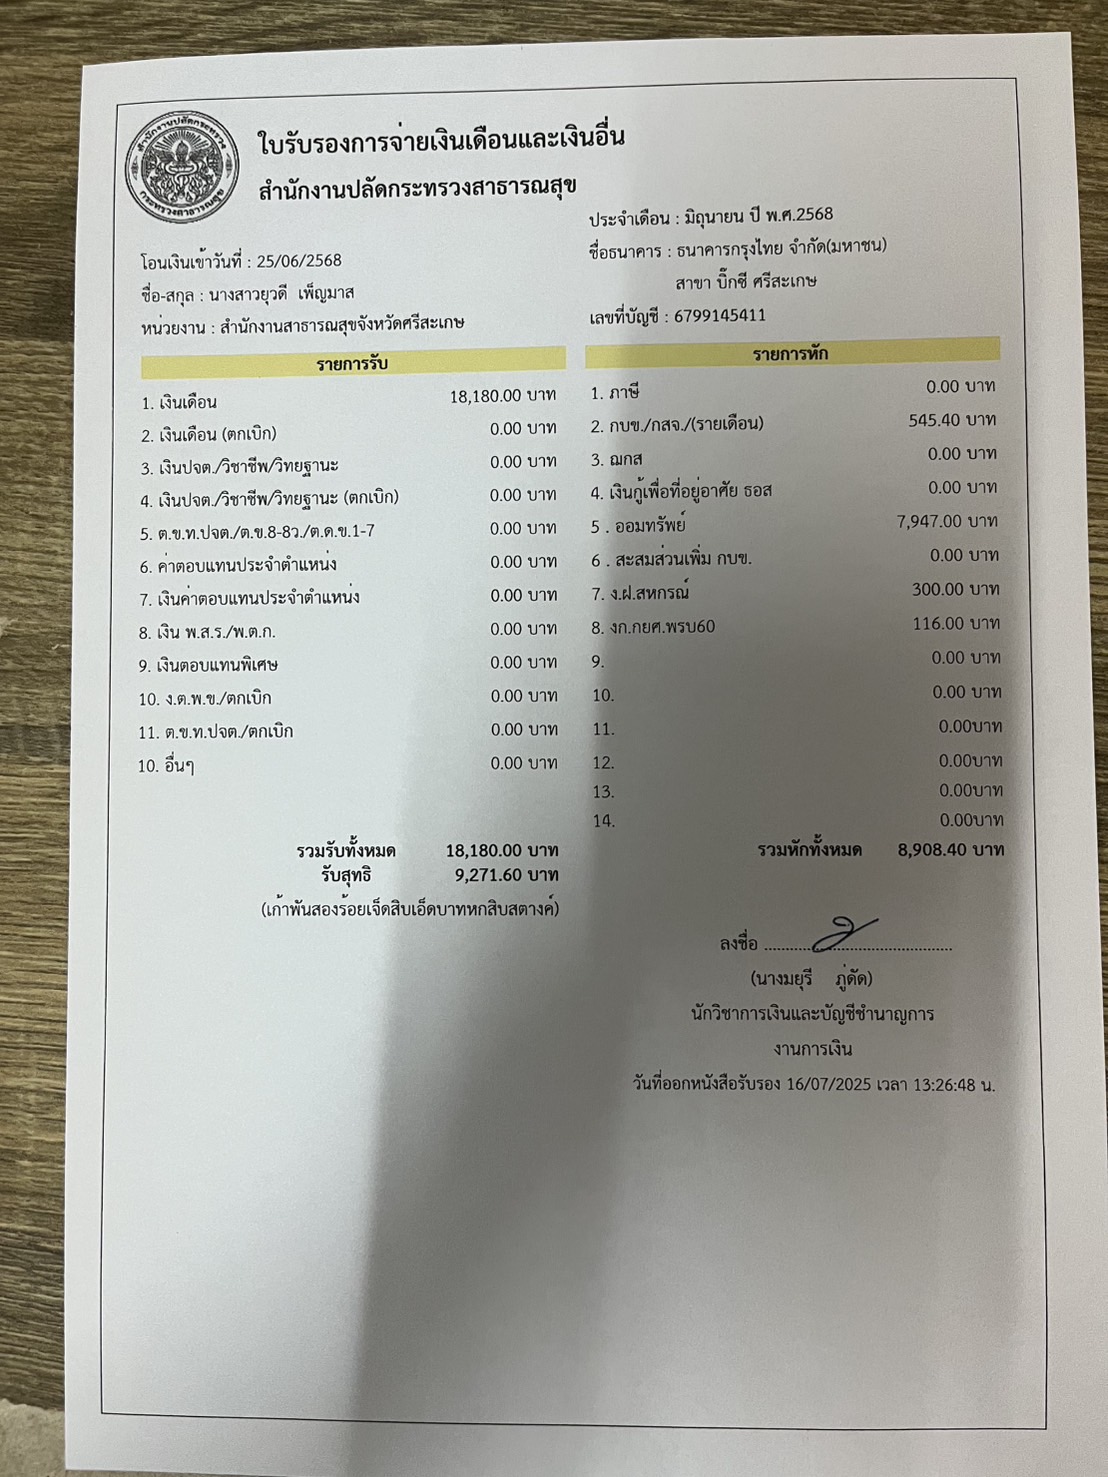 สำนักงานปลัดกระทรวง
กระทรวงสาธารณสุข
ใบรับรองการจ่ายเงินเดือนและเงินอื่น
สำนักงานปลัดกระทรวงสาธารณสุข
ประจำเดือน : มิถุนายน ปี พ.ศ.2568
โอนเงินเข้าวันที่ : 25/06/2568
ชื่อธนาคาร : ธนาคารกรุงไทย จำกัด(มหาชน)
สาขา บิ๊กซี ศรีสะเกษ
ชื่อ-สกุล : นางสาวยุวดี เพ็ญมาส
หน่วยงาน : สำนักงานสาธารณสุขจังหวัดศรีสะเกษ
เลขที่บัญชี : 6799145411
รายการรับ
1. เงินเดือน 18,180.00 บาท
2. เงินเดือน (ตกเบิก) 0.00 บาท
3. เงินปจต./วิชาชีพ/วิทยฐานะ 0.00 บาท
4. เงินปจต./วิชาชีพ/วิทยฐานะ (ตกเบิก) 0.00 บาท
5. ต.ข.ท.ปจต./ต.ข.8-8ว./ต.ด.ข.1-7 0.00 บาท
6. ค่าตอบแทนประจำตำแหน่ง 0.00 บาท
7. เงินค่าตอบแทนประจำตำแหน่ง 0.00 บาท
8. เงิน พ.ส.ร./พ.ต.ก. 0.00 บาท
9. เงินตอบแทนพิเศษ 0.00 บาท
10. ง.ต.พ.ข./ตกเบิก 0.00 บาท
11. ต.ข.ท.ปจต./ตกเบิก 0.00 บาท
10. อื่นๆ 0.00 บาท
รวมรับทั้งหมด 18,180.00 บาท
รับสุทธิ 9,271.60 บาท
(เก้าพันสองร้อยเจ็ดสิบเอ็ดบาทหกสิบสตางค์)
รายการหัก
1. ภาษี 0.00 บาท
2. กบข./กสจ./(รายเดือน) 545.40 บาท
3. ฌกส 0.00 บาท
4. เงินกู้เพื่อที่อยู่อาศัย ธอส 0.00 บาท
5 . ออมทรัพย์ 7,947.00 บาท
6 . สะสมส่วนเพิ่ม กบข. 0.00 บาท
7. ง.ฝ.สหกรณ์ 300.00 บาท
8. งก.กยศ.พรบ60 116.00 บาท
9. 0.00 บาท
10. 0.00 บาท
11. 0.00บาท
12. 0.00บาท
13. 0.00บาท
14. 0.00บาท
รวมหักทั้งหมด 8,908.40 บาท
ลงชื่อ
(นางมยุรี ภู่ดัด)
นักวิชาการเงินและบัญชีชำนาญการ
งานการเงิน
วันที่ออกหนังสือรับรอง 16/07/2025 เวลา 13:26:48 น.